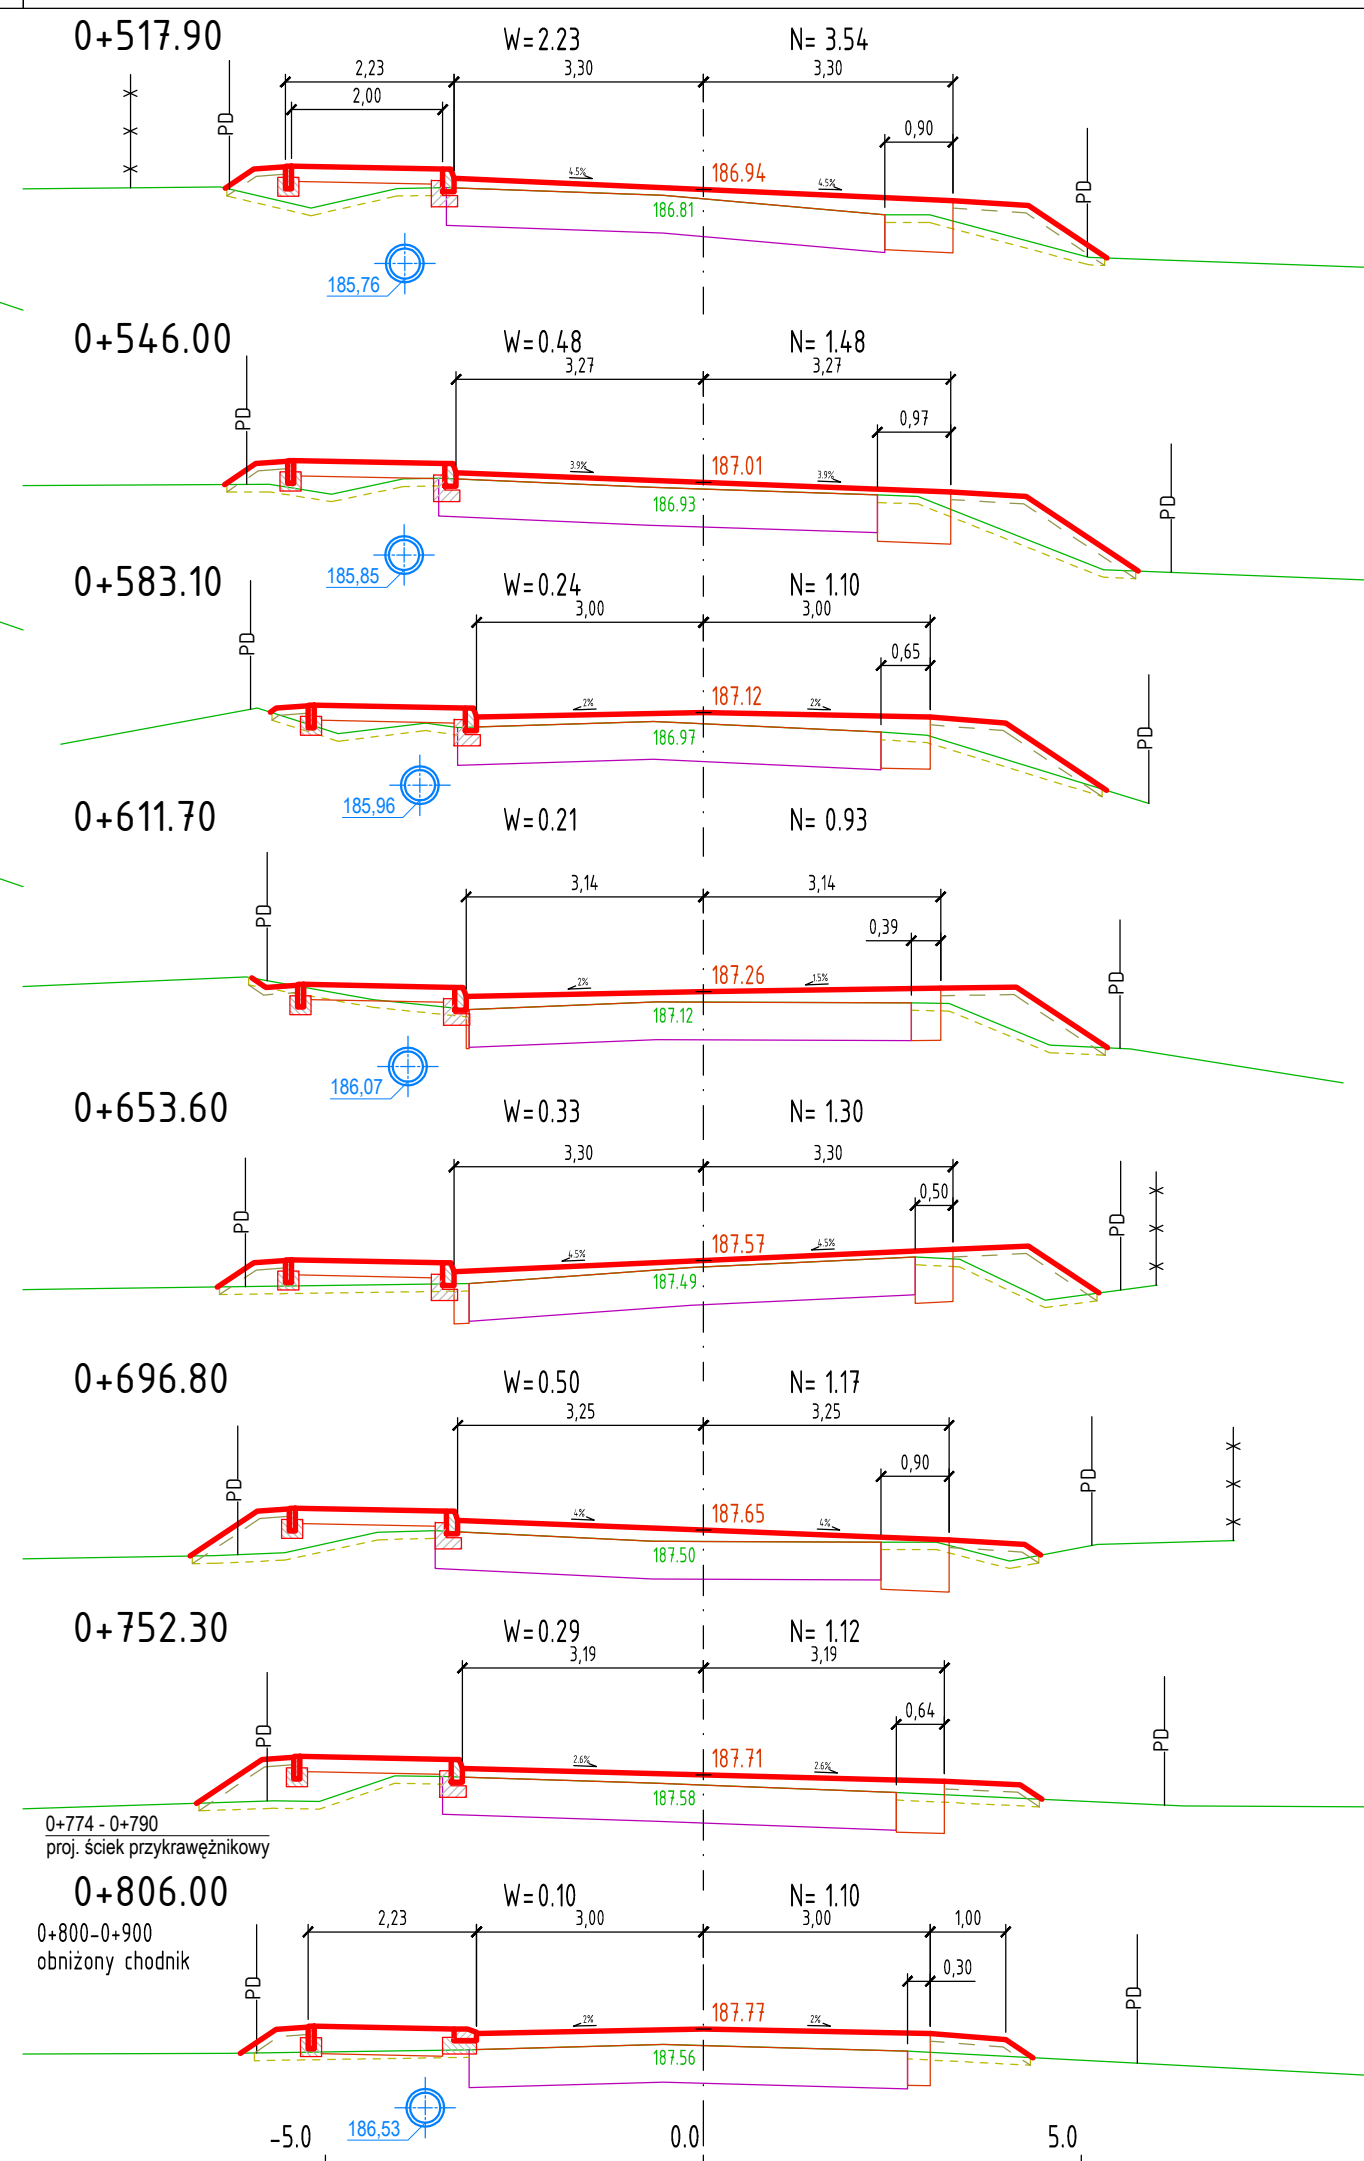 0+517.90 W=2.23 N= 3.54
2,23 3,30 3,30
2,00
0,90
PD PD
4.5% 186.94 4.5%
186.81
185,76
0+546.00 W=0.48 N= 1.48
3,27 3,27
0,97
PD PD
3.9% 187.01 3.9%
186.93
185,85
0+583.10 W=0.24 N= 1.10
3,00 3,00
0,65
PD PD
2% 187.12 2%
186.97
185,96
0+611.70 W=0.21 N= 0.93
3,14 3,14
0,39
PD PD
2% 187.26 1.5%
187.12
186,07
0+653.60 W=0.33 N= 1.30
3,30 3,30
0,50
PD PD
4.5% 187.57 4.5%
187.49
0+696.80 W=0.50 N= 1.17
3,25 3,25
0,90
PD PD
4% 187.65 4%
187.50
0+752.30 W=0.29 N= 1.12
3,19 3,19
0,64
PD PD
2.6% 187.71 2.6%
187.58
0+774 - 0+790
proj. ściek przykrawężnikowy
0+806.00 W=0.10 N= 1.10
0+800-0+900
obniżony chodnik
2,23 3,00 3,00 1,00
0,30
PD PD
2% 187.77 2%
187.56
186,53
-5.0 0.0 5.0